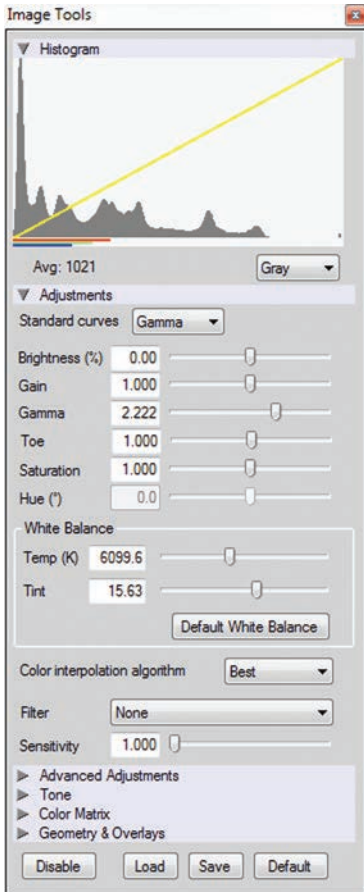 Image Tools
Histogram
Avg: 1021 Gray
Adjustments
Standard curves Gamma
Brightness (%) 0.00
Gain 1.000
Gamma 2.222
Toe 1.000
Saturation 1.000
Hue (°) 0.0
White Balance
Temp (K) 6099.6
Tint 15.63
Default White Balance
Color interpolation algorithm Best
Filter None
Sensitivity 1.000
Advanced Adjustments
Tone
Color Matrix
Geometry & Overlays
Disable Load Save Default